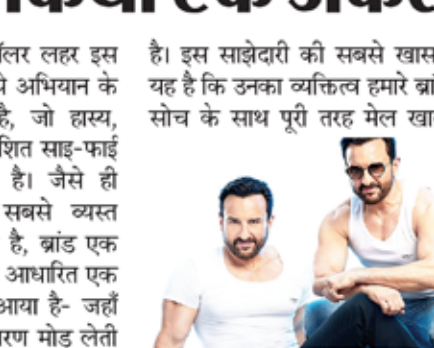 लर लहर इस
अभियान के
है, जो हास्य,
शित साइ-फाई
है। जैसे ही
सबसे व्यस्त
है, ब्रांड एक
आधारित एक
आया है- जहाँ
रण मोड़ लेती
है। इस साझेदारी की सबसे खास
यह है कि उनका व्यक्तित्व हमारे ब्रां
सोच के साथ पूरी तरह मेल खा